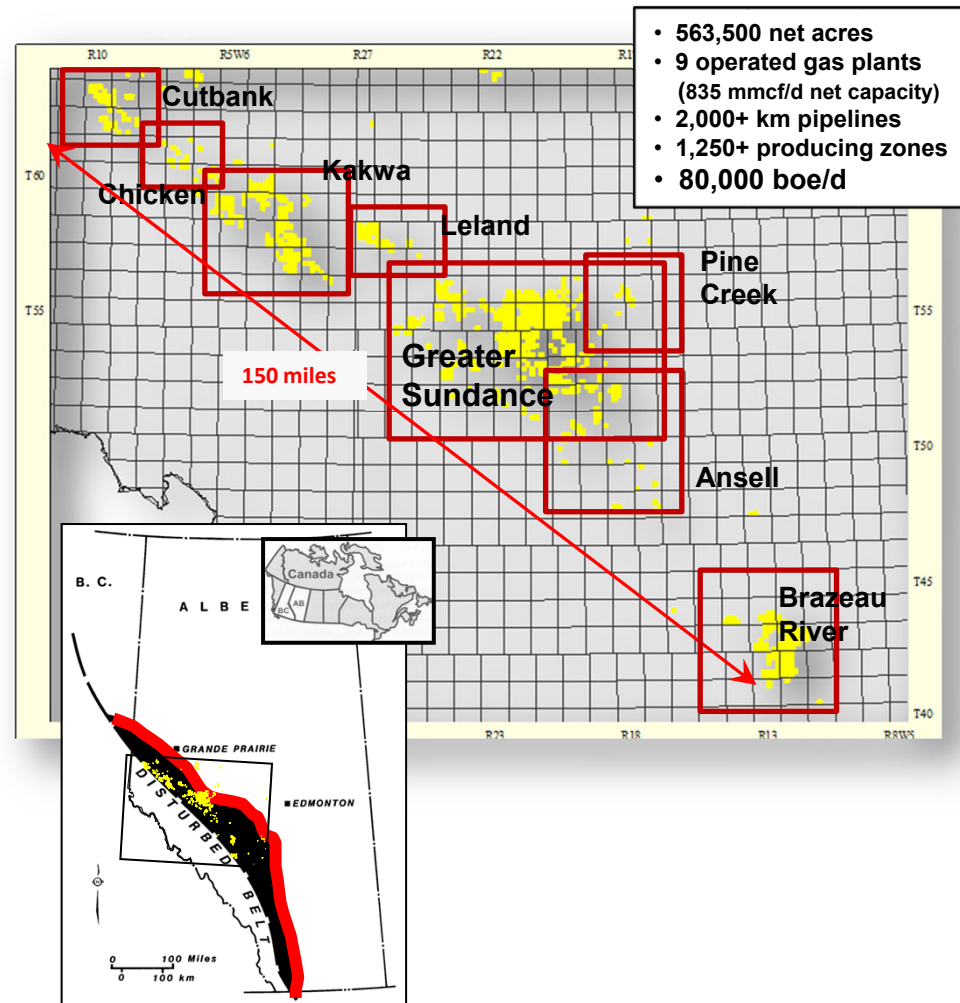 • 563,500 net acres
• 9 operated gas plants
(835 mmcf/d net capacity)
• 2,000+ km pipelines
• 1,250+ producing zones
• 80,000 boe/d
R10
R5W6
R27
R22
Cutbank
T60
Chicken
Kakwa
Leland
Pine
Creek
T55
T55
Greater
Sundance
150 miles
T50
Ansell
T45
Brazeau
River
T40
R23
R18
R13
R8W5
B. C.
ALBE
Canada
BC
AB
GRANDE PRAIRIE
EDMONTON
DISTURBED BELT
0 100 Miles
0 100 km